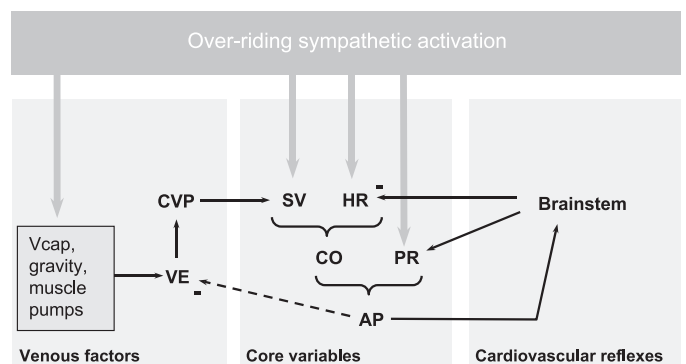 Over-riding sympathetic activation
CVP
SV
HR
-
Brainstem
Vcap,
gravity,
muscle
pumps
VE
-
CO
PR
AP
Venous factors
Core variables
Cardiovascular reflexes